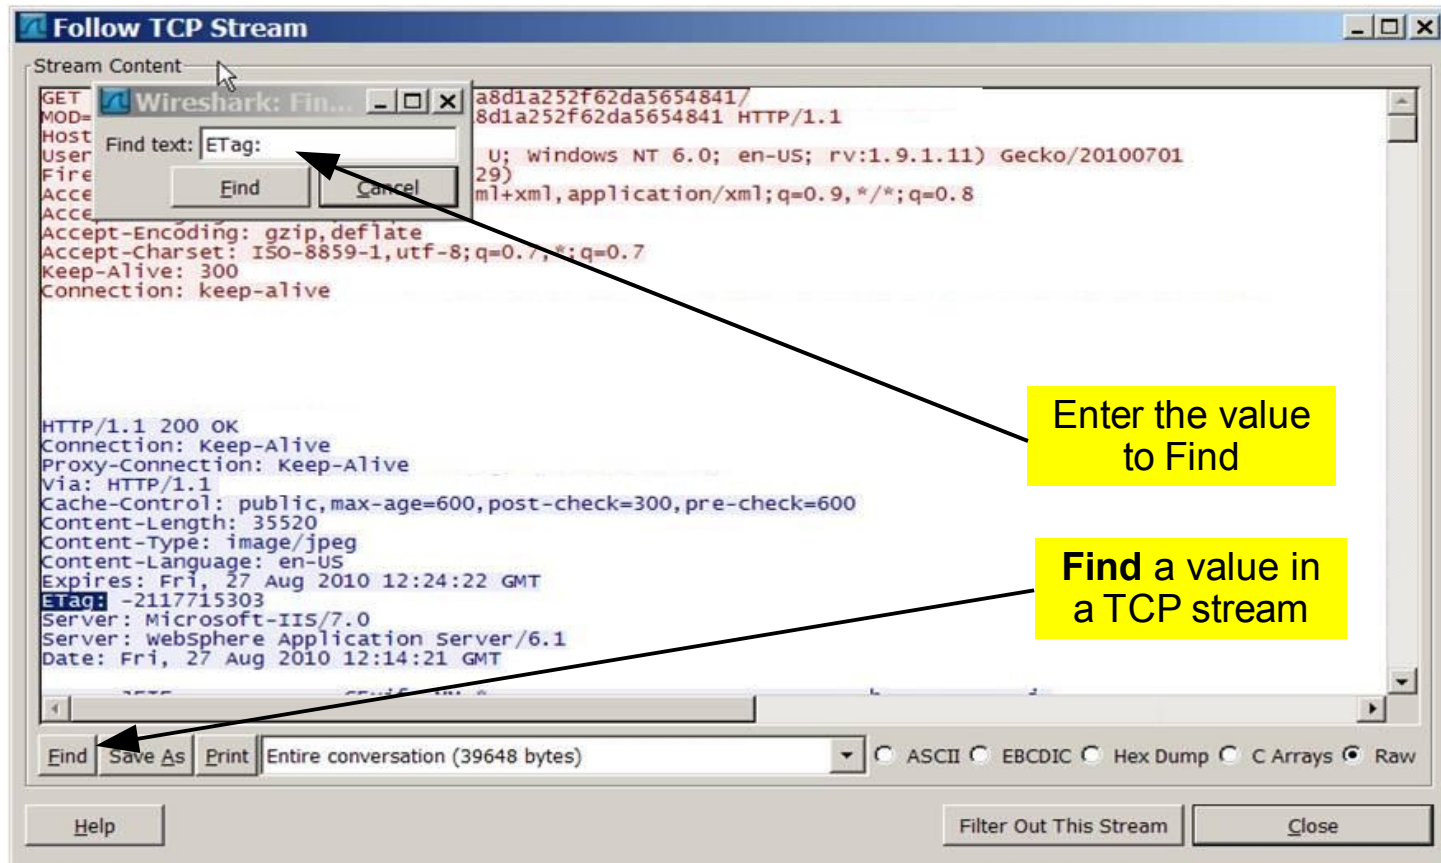 Follow TCP Stream
Stream Content
GET a8d1a252f62da5654841/
MOD= 8d1a252f62da5654841 HTTP/1.1
Host
User U; Windows NT 6.0; en-US; rv:1.9.1.11) Gecko/20100701
Fire 29)
Acce ml+xml,application/xml;q=0.9,*/*;q=0.8
Acce
Accept-Encoding: gzip,deflate
Accept-Charset: ISO-8859-1,utf-8;q=0.7,*;q=0.7
Keep-Alive: 300
Connection: keep-alive
Wireshark: Fin...
Find text: ETag:
Find Cancel
HTTP/1.1 200 OK
Connection: Keep-Alive
Proxy-Connection: Keep-Alive
Via: HTTP/1.1
Cache-Control: public,max-age=600,post-check=300,pre-check=600
Content-Length: 35520
Content-Type: image/jpeg
Content-Language: en-US
Expires: Fri, 27 Aug 2010 12:24:22 GMT
ETag: -2117715303
Server: Microsoft-IIS/7.0
Server: WebSphere Application Server/6.1
Date: Fri, 27 Aug 2010 12:14:21 GMT
Enter the value
to Find
Find a value in
a TCP stream
Find Save As Print Entire conversation (39648 bytes) ASCII EBCDIC Hex Dump C Arrays Raw
Help Filter Out This Stream Close